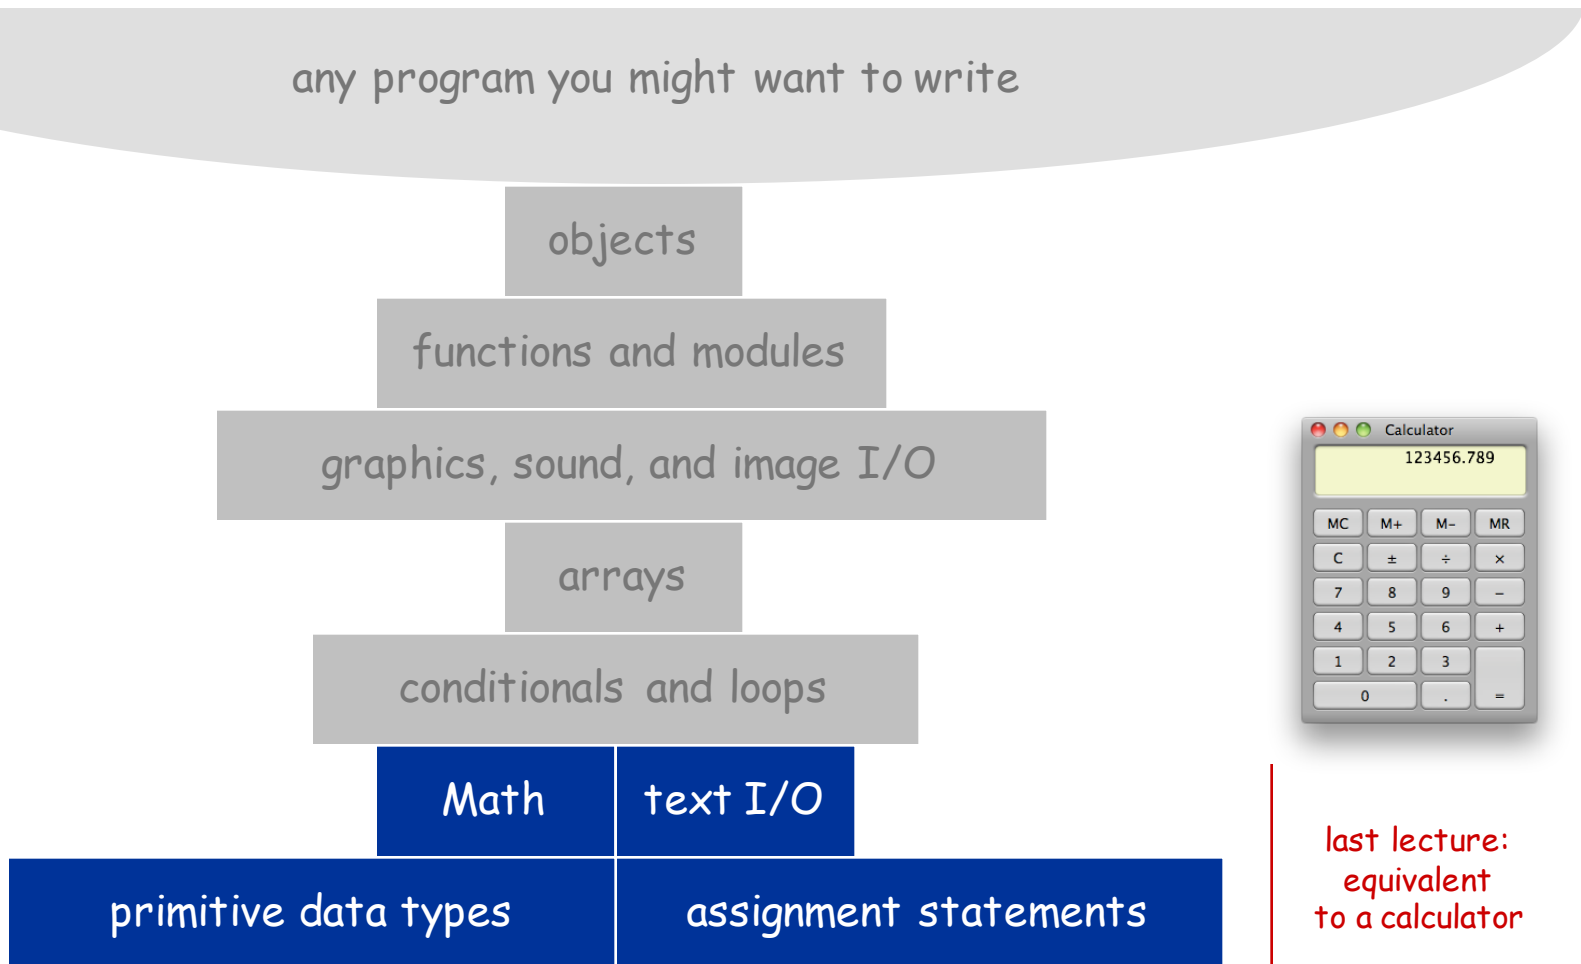 any program you might want to write
objects
functions and modules
graphics, sound, and image I/O
arrays
conditionals and loops
Math
text I/O
primitive data types
assignment statements
Calculator
123456.789
MC M+ M- MR
C ± ÷ ×
7 8 9 −
4 5 6 +
1 2 3
0 . =
last lecture:
equivalent
to a calculator